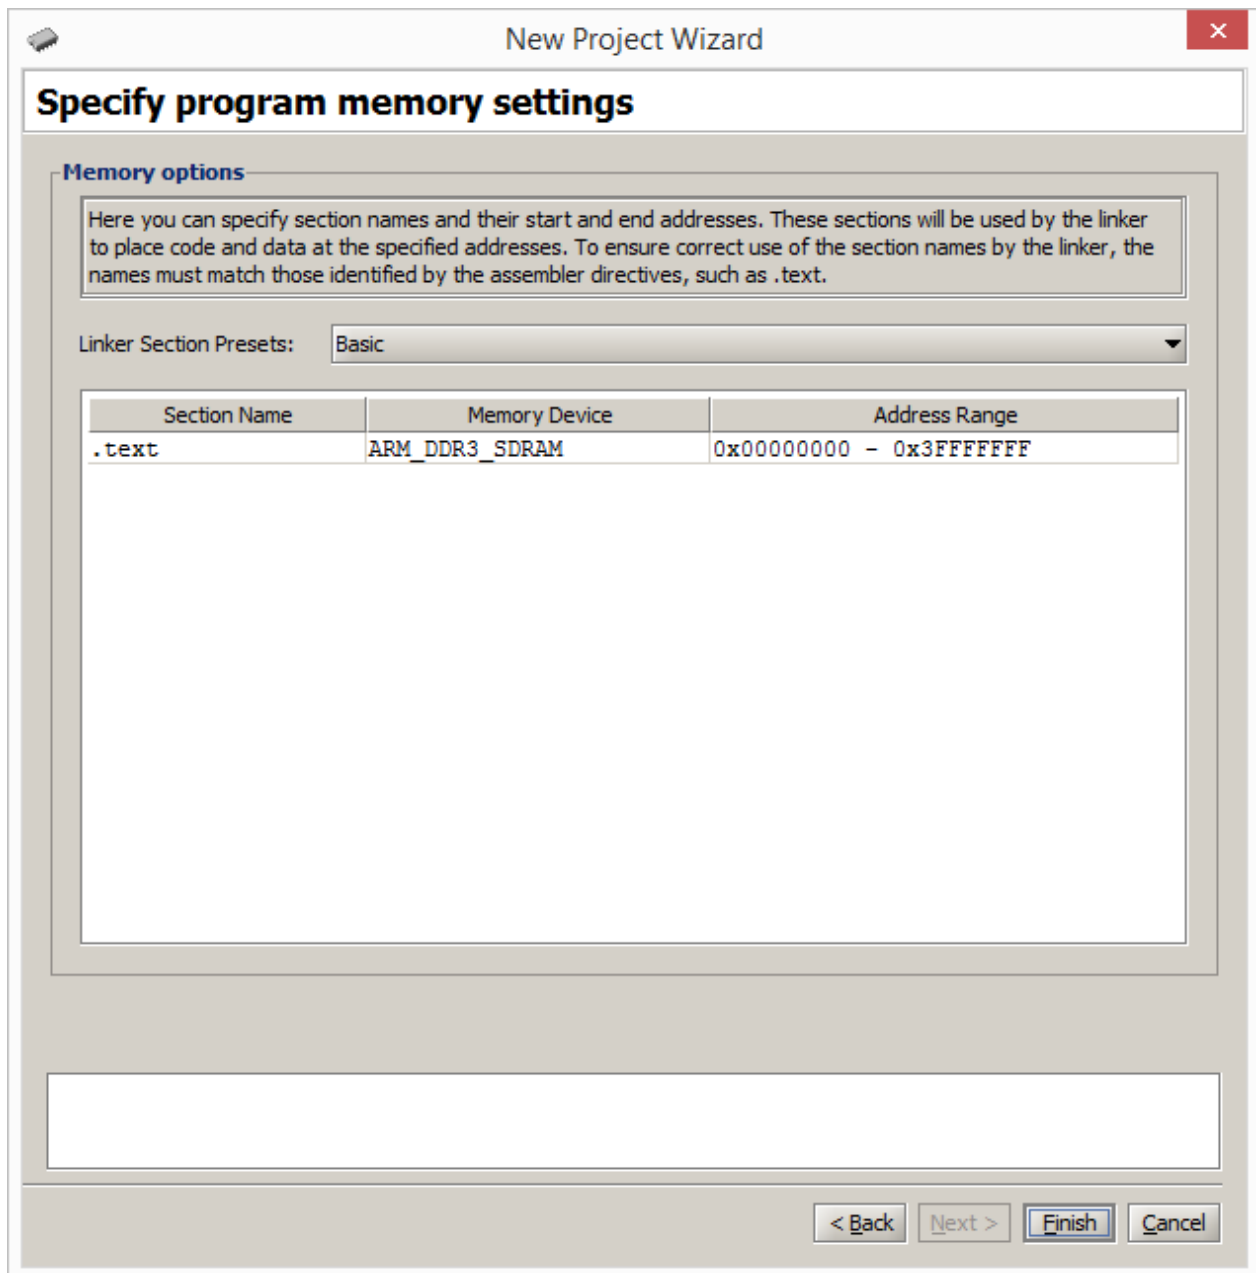 New Project Wizard
Specify program memory settings
Memory options
Here you can specify section names and their start and end addresses. These sections will be used by the linker
to place code and data at the specified addresses. To ensure correct use of the section names by the linker, the
names must match those identified by the assembler directives, such as .text.
Linker Section Presets: Basic
Section Name Memory Device Address Range
.text ARM_DDR3_SDRAM 0x00000000 - 0x3FFFFFFF
< Back Next > Finish Cancel